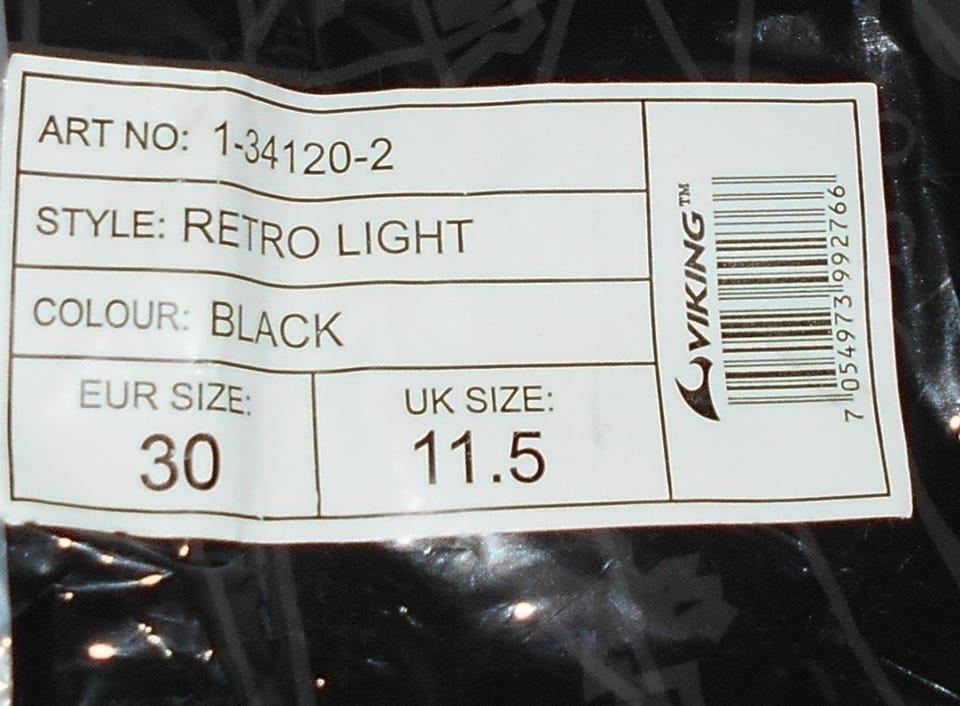 ART NO: 1-34120-2
STYLE: RETRO LIGHT
COLOUR: BLACK
EUR SIZE:
30
UK SIZE:
11.5
VIKING™
7 054973 992766